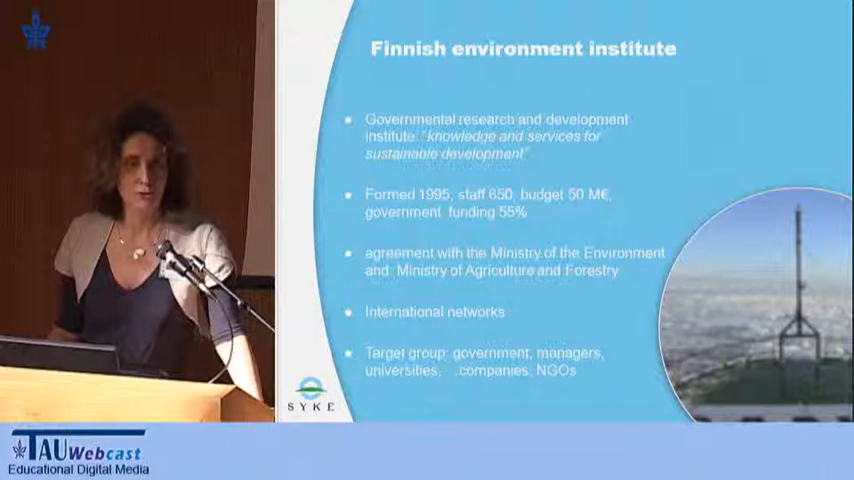 Finnish environment institute
• Governmental research and development
institute: "knowledge and services for
sustainable development"
• Formed 1995, staff 650, budget 50 M€,
government funding 55%
• agreement with the Ministry of the Environment
and Ministry of Agriculture and Forestry
• International networks
• Target group: government, managers,
universities, .companies, NGOs
SYKE
TAU Webcast
Educational Digital Media